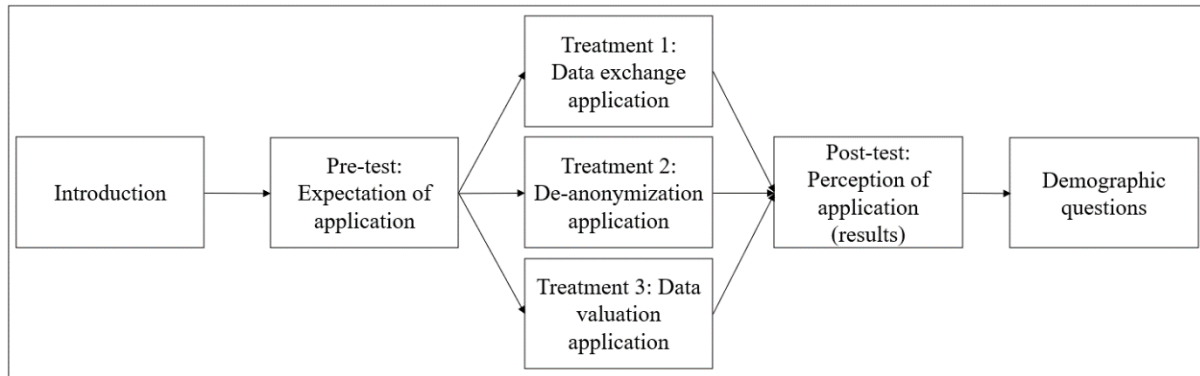 Introduction
Pre-test:
Expectation of
application
Treatment 1:
Data exchange
application
Treatment 2:
De-anonymization
application
Treatment 3: Data
valuation
application
Post-test:
Perception of
application
(results)
Demographic
questions